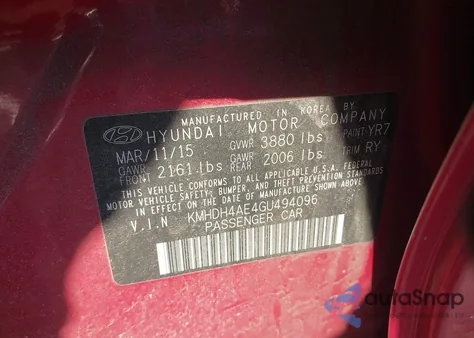 MANUFACTURED IN KOREA BY
HYUNDAI MOTOR COMPANY
MAR/11/15 GVWR 3880 lbs. PAINT YR7
GAWR FRONT 2161 lbs GAWR REAR 2006 lbs. TRIM RY
THIS VEHICLE CONFORMS TO ALL APPLICABLE U.S.A. FEDERAL
MOTOR VEHICLE SAFETY, BUMPER, AND THEFT PREVENTION
STANDARDS IN EFFECT ON THE DATE OF MANUFACTURE
SHOWN ABOVE.
V.I.N KMHDH4AE4GU494096
PASSENGER CAR
autoSnap